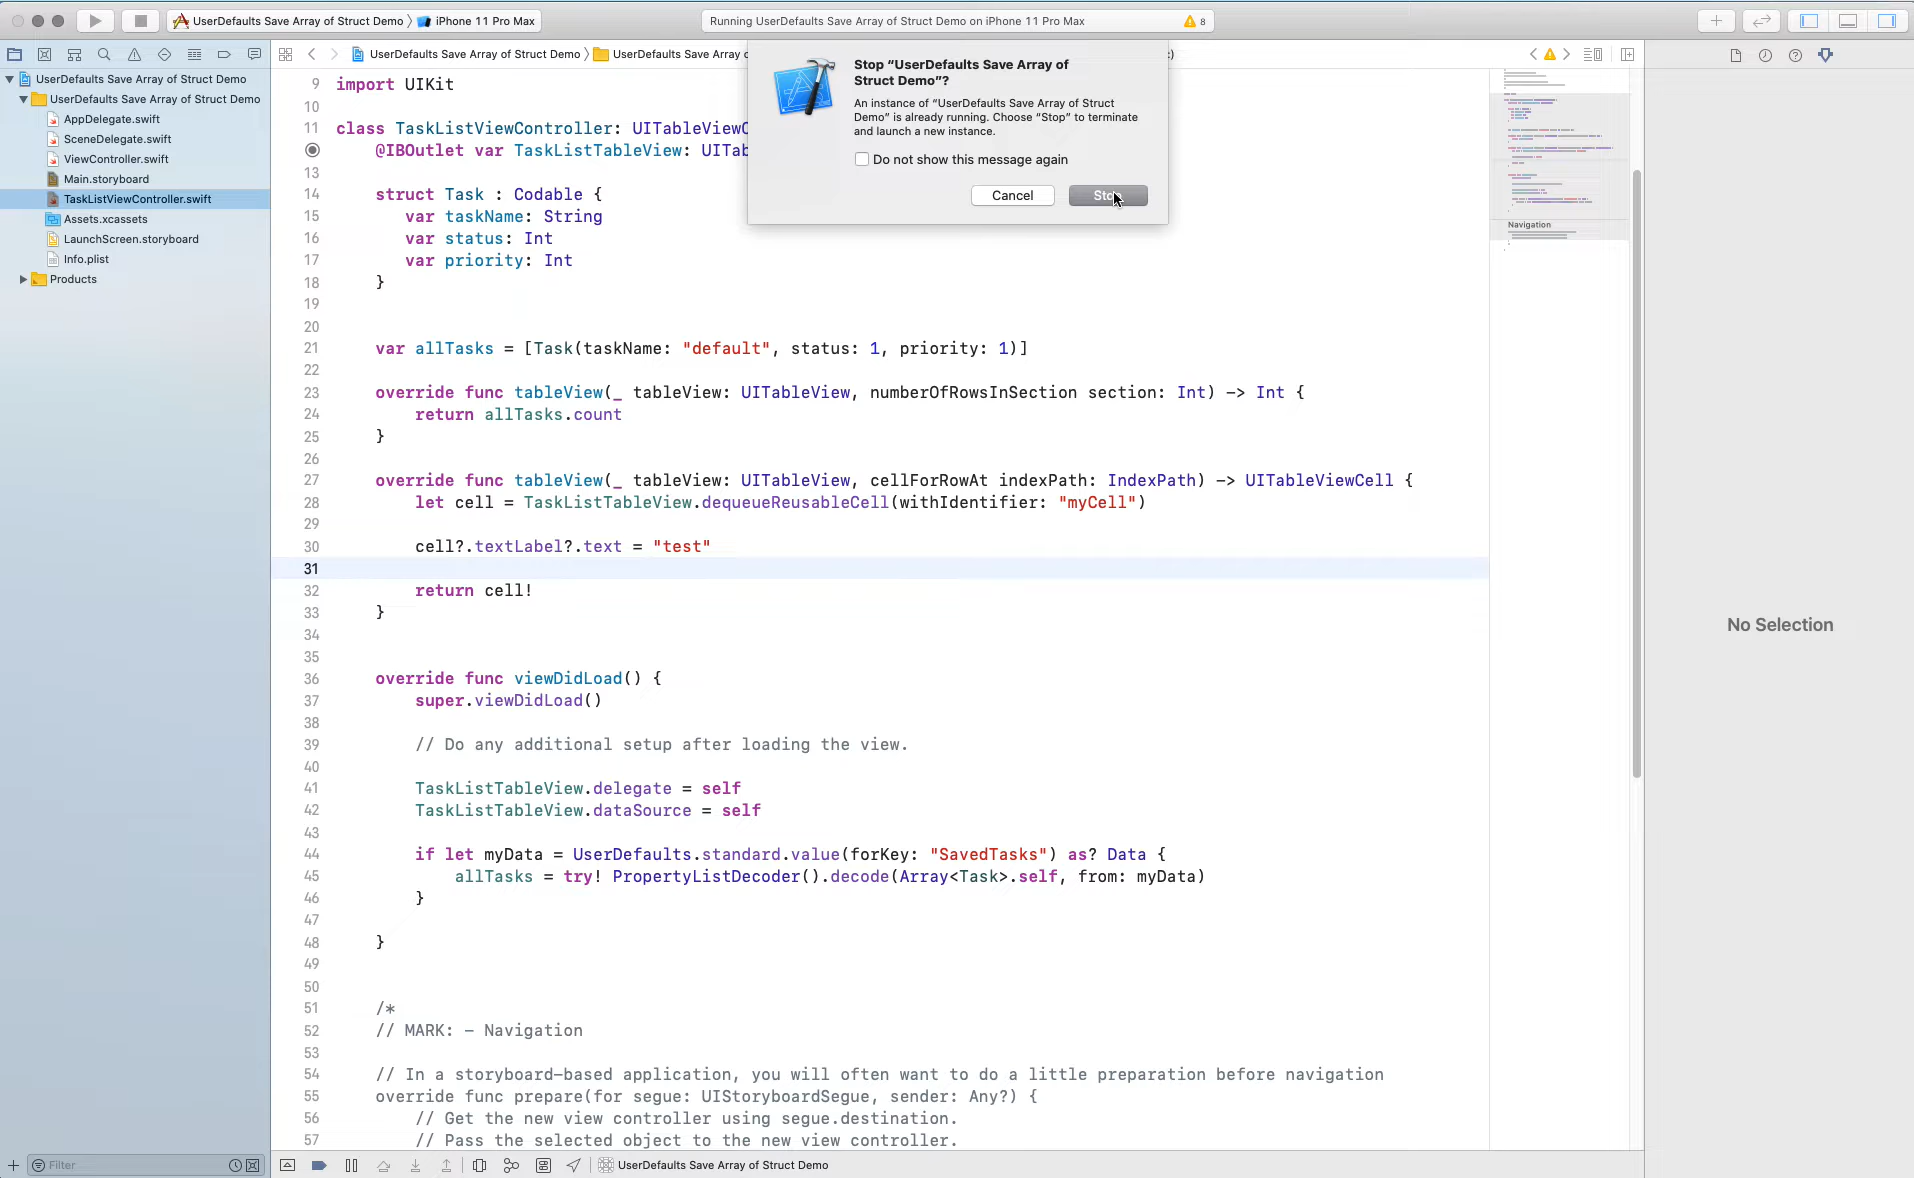 UserDefaults Save Array of Struct Demo
iPhone 11 Pro Max
Running UserDefaults Save Array of Struct Demo on iPhone 11 Pro Max
8
UserDefaults Save Array of Struct Demo
UserDefaults Save Array
UserDefaults Save Array of Struct Demo
UserDefaults Save Array of Struct Demo
AppDelegate.swift
SceneDelegate.swift
ViewController.swift
Main.storyboard
TaskListViewController.swift
Assets.xcassets
LaunchScreen.storyboard
Info.plist
Products
Stop “UserDefaults Save Array of
Struct Demo”?
An instance of “UserDefaults Save Array of Struct
Demo” is already running. Choose “Stop” to terminate
and launch a new instance.
Do not show this message again
Cancel
9 import UIKit
10
11 class TaskListViewController: UITableViewC
@IBOutlet var TaskListTableView: UITab
13
14 struct Task : Codable {
15 var taskName: String
16 var status: Int
17 var priority: Int
18 }
19
20
21 var allTasks = [Task(taskName: "default", status: 1, priority: 1)]
22
23 override func tableView(_ tableView: UITableView, numberOfRowsInSection section: Int) -> Int {
24 return allTasks.count
25 }
26
27 override func tableView(_ tableView: UITableView, cellForRowAt indexPath: IndexPath) -> UITableViewCell {
28 let cell = TaskListTableView.dequeueReusableCell(withIdentifier: "myCell")
29
30 cell?.textLabel?.text = "test"
31
32 return cell!
33 }
34
35
36 override func viewDidLoad() {
37 super.viewDidLoad()
38
39 // Do any additional setup after loading the view.
40
41 TaskListTableView.delegate = self
42 TaskListTableView.dataSource = self
43
44 if let myData = UserDefaults.standard.value(forKey: "SavedTasks") as? Data {
45 allTasks = try! PropertyListDecoder().decode(Array<Task>.self, from: myData)
46 }
47
48 }
49
50
51 /*
52 // MARK: - Navigation
53
54 // In a storyboard-based application, you will often want to do a little preparation before navigation
55 override func prepare(for segue: UIStoryboardSegue, sender: Any?) {
56 // Get the new view controller using segue.destination.
57 // Pass the selected object to the new view controller.
Navigation
No Selection
Filter
UserDefaults Save Array of Struct Demo